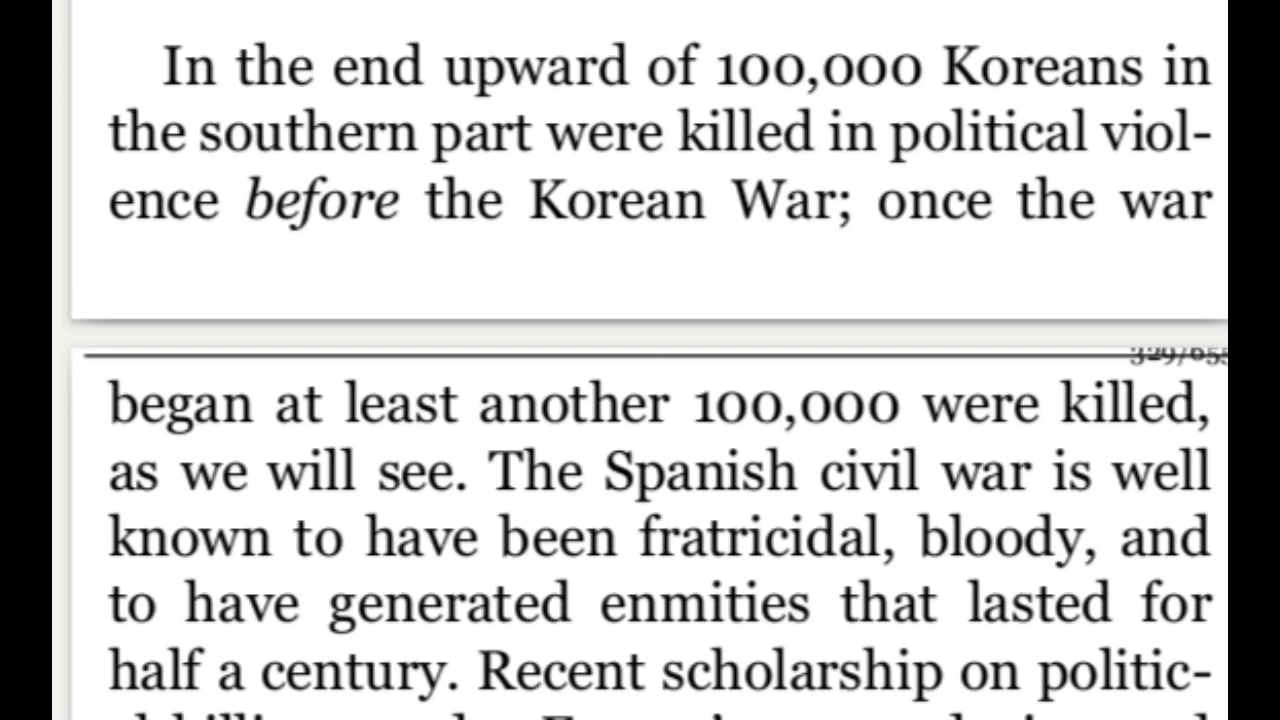 In the end upward of 100,000 Koreans in
the southern part were killed in political viol-
ence before the Korean War; once the war
329/655
began at least another 100,000 were killed,
as we will see. The Spanish civil war is well
known to have been fratricidal, bloody, and
to have generated enmities that lasted for
half a century. Recent scholarship on politic-